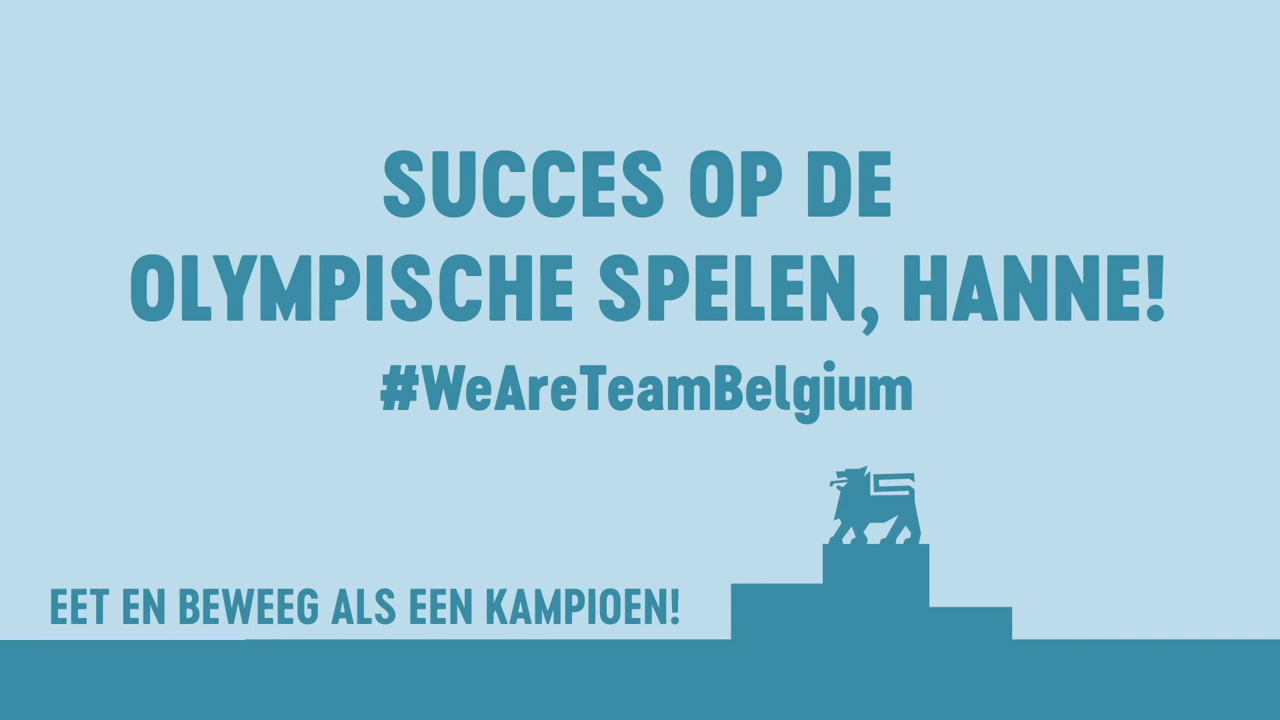 SUCCES OP DE
OLYMPISCHE SPELEN, HANNE!
#WeAreTeamBelgium
EET EN BEWEEG ALS EEN KAMPIOEN!